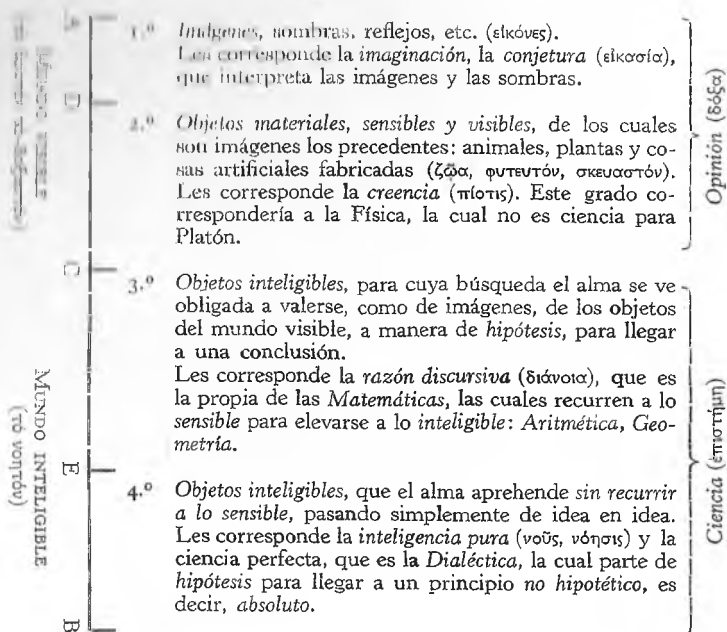 A
1.º Imágenes, sombras, reflejos, etc. (εἰκόνες).
Les corresponde la imaginación, la conjetura (εἰκασία),
que interpreta las imágenes y las sombras.
D
2.º Objetos materiales, sensibles y visibles, de los cuales
son imágenes los precedentes: animales, plantas y co-
sas artificiales fabricadas (ζῷα, φυτευτόν, σκευαστόν).
Les corresponde la creencia (πίστις). Este grado co-
rrespondería a la Física, la cual no es ciencia para
Platón.
Opinión (δόξα)
C
3.º Objetos inteligibles, para cuya búsqueda el alma se ve
obligada a valerse, como de imágenes, de los objetos
del mundo visible, a manera de hipótesis, para llegar
a una conclusión.
Les corresponde la razón discursiva (διάνοια), que es
la propia de las Matemáticas, las cuales recurren a lo
sensible para elevarse a lo inteligible: Aritmética, Geo-
metría.
E
4.º Objetos inteligibles, que el alma aprehende sin recurrir
a lo sensible, pasando simplemente de idea en idea.
Les corresponde la inteligencia pura (νοῦς, νόησις) y la
ciencia perfecta, que es la Dialéctica, la cual parte de
hipótesis para llegar a un principio no hipotético, es
decir, absoluto.
B
MUNDO INTELIGIBLE
(τὸ νοητόν)
Ciencia (ἐπιστήμη)